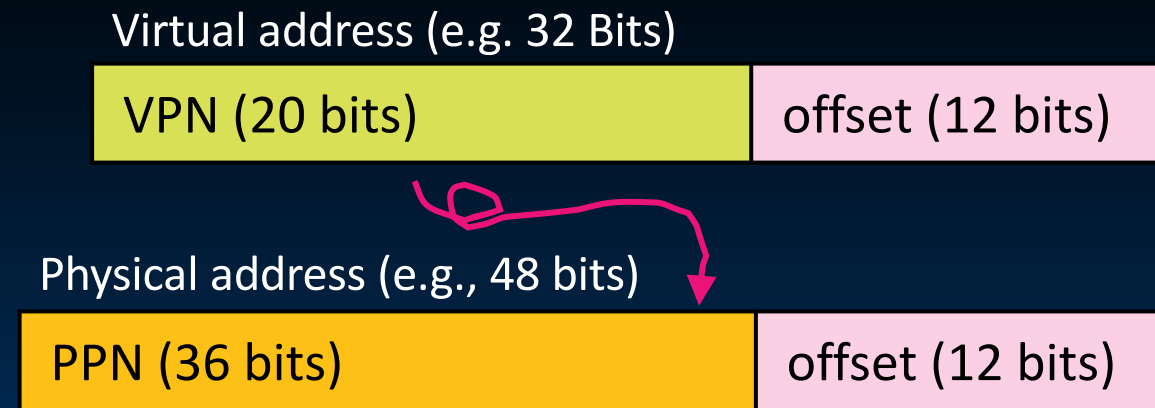 Virtual address (e.g. 32 Bits)
VPN (20 bits) offset (12 bits)
Physical address (e.g., 48 bits)
PPN (36 bits) offset (12 bits)